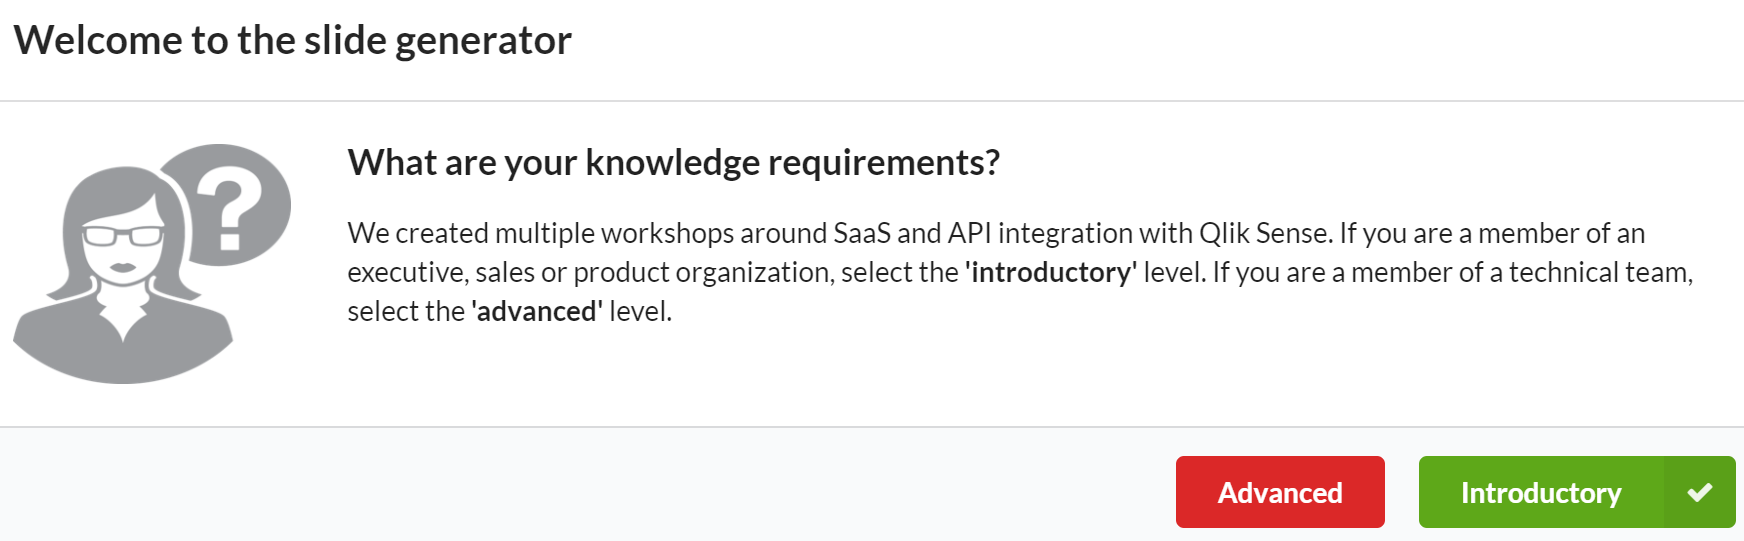 Welcome to the slide generator
?
What are your knowledge requirements?
We created multiple workshops around SaaS and API integration with Qlik Sense. If you are a member of an
executive, sales or product organization, select the 'introductory' level. If you are a member of a technical team,
select the 'advanced' level.
Advanced
Introductory